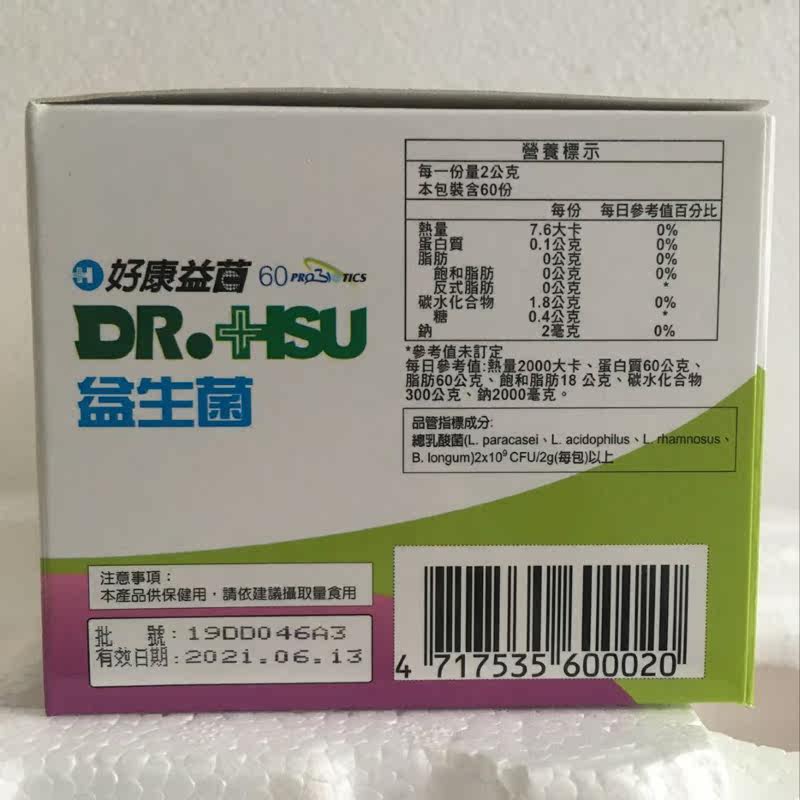 H 好康益菌 60 PROBIOTICS
DR.HSU
益生菌
營養標示
每一份量2公克
本包裝含60份
每份 每日參考值百分比
熱量 7.6大卡 0%
蛋白質 0.1公克 0%
脂肪 0公克 0%
飽和脂肪 0公克 0%
反式脂肪 0公克 *
碳水化合物 1.8公克 0%
糖 0.4公克 *
鈉 2毫克 0%
*參考值未訂定
每日參考值:熱量2000大卡、蛋白質60公克、
脂肪60公克、飽和脂肪18 公克、碳水化合物
300公克、鈉2000毫克。
品管指標成分:
總乳酸菌(L. paracasei、L. acidophilus、L. rhamnosus、
B. longum)2x10⁹ CFU/2g(每包)以上
注意事項：
本產品供保健用，請依建議攝取量食用
批 號:19DD046A3
有效日期:2021.06.13
4 717535 600020